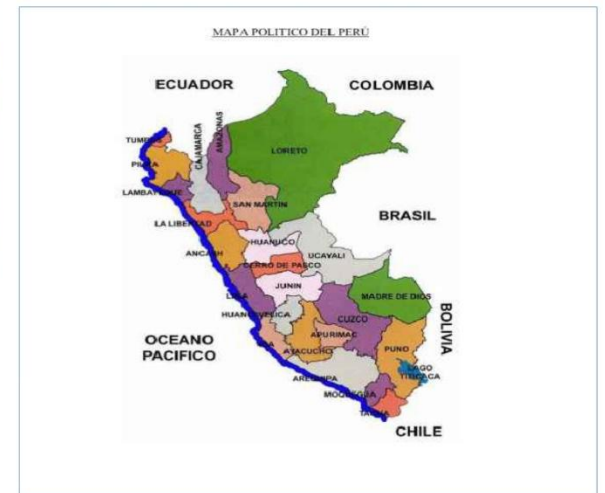 MAPA POLITICO DEL PERÚ
ECUADOR
COLOMBIA
TUMBES
PIURA
LAMBAYEQUE
CAJAMARCA
AMAZONAS
LORETO
SAN MARTIN
LA LIBERTAD
BRASIL
HUANUCO
ANCASH
UCAYALI
CERRO DE PASCO
LIMA
JUNIN
MADRE DE DIOS
HUANCAVELICA
CUZCO
BOLIVIA
OCEANO
PACIFICO
ICA
APURIMAC
AYACUCHO
PUNO
LAGO
TITICACA
AREQUIPA
MOQUEGUA
TACNA
CHILE